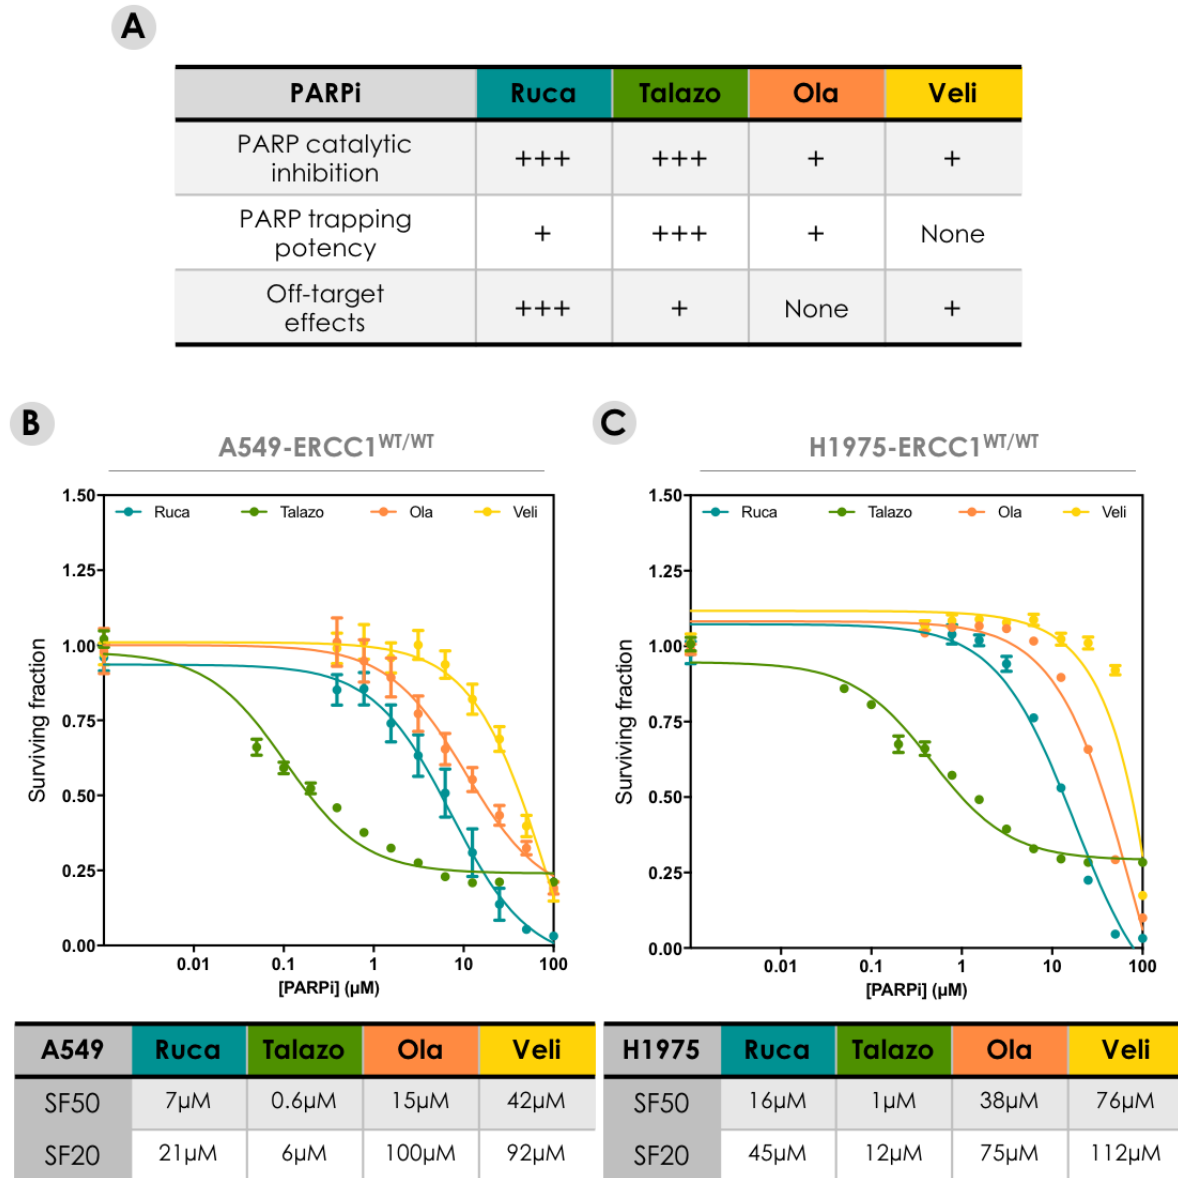 A
PARPi Ruca Talazo Ola Veli
PARP catalytic
inhibition +++ +++ + +
PARP trapping
potency + +++ + None
Off-target
effects +++ + None +
B
A549-ERCC1WT/WT
1.50
Ruca Talazo Ola Veli
1.25
1.00
0.75
0.50
0.25
0.00
Surviving fraction
0.01 0.1 1 10 100
[PARPi] (µM)
A549 Ruca Talazo Ola Veli
SF50 7µM 0.6µM 15µM 42µM
SF20 21µM 6µM 100µM 92µM
C
H1975-ERCC1WT/WT
1.50
Ruca Talazo Ola Veli
1.25
1.00
0.75
0.50
0.25
0.00
Surviving fraction
0.01 0.1 1 10 100
[PARPi] (µM)
H1975 Ruca Talazo Ola Veli
SF50 16µM 1µM 38µM 76µM
SF20 45µM 12µM 75µM 112µM